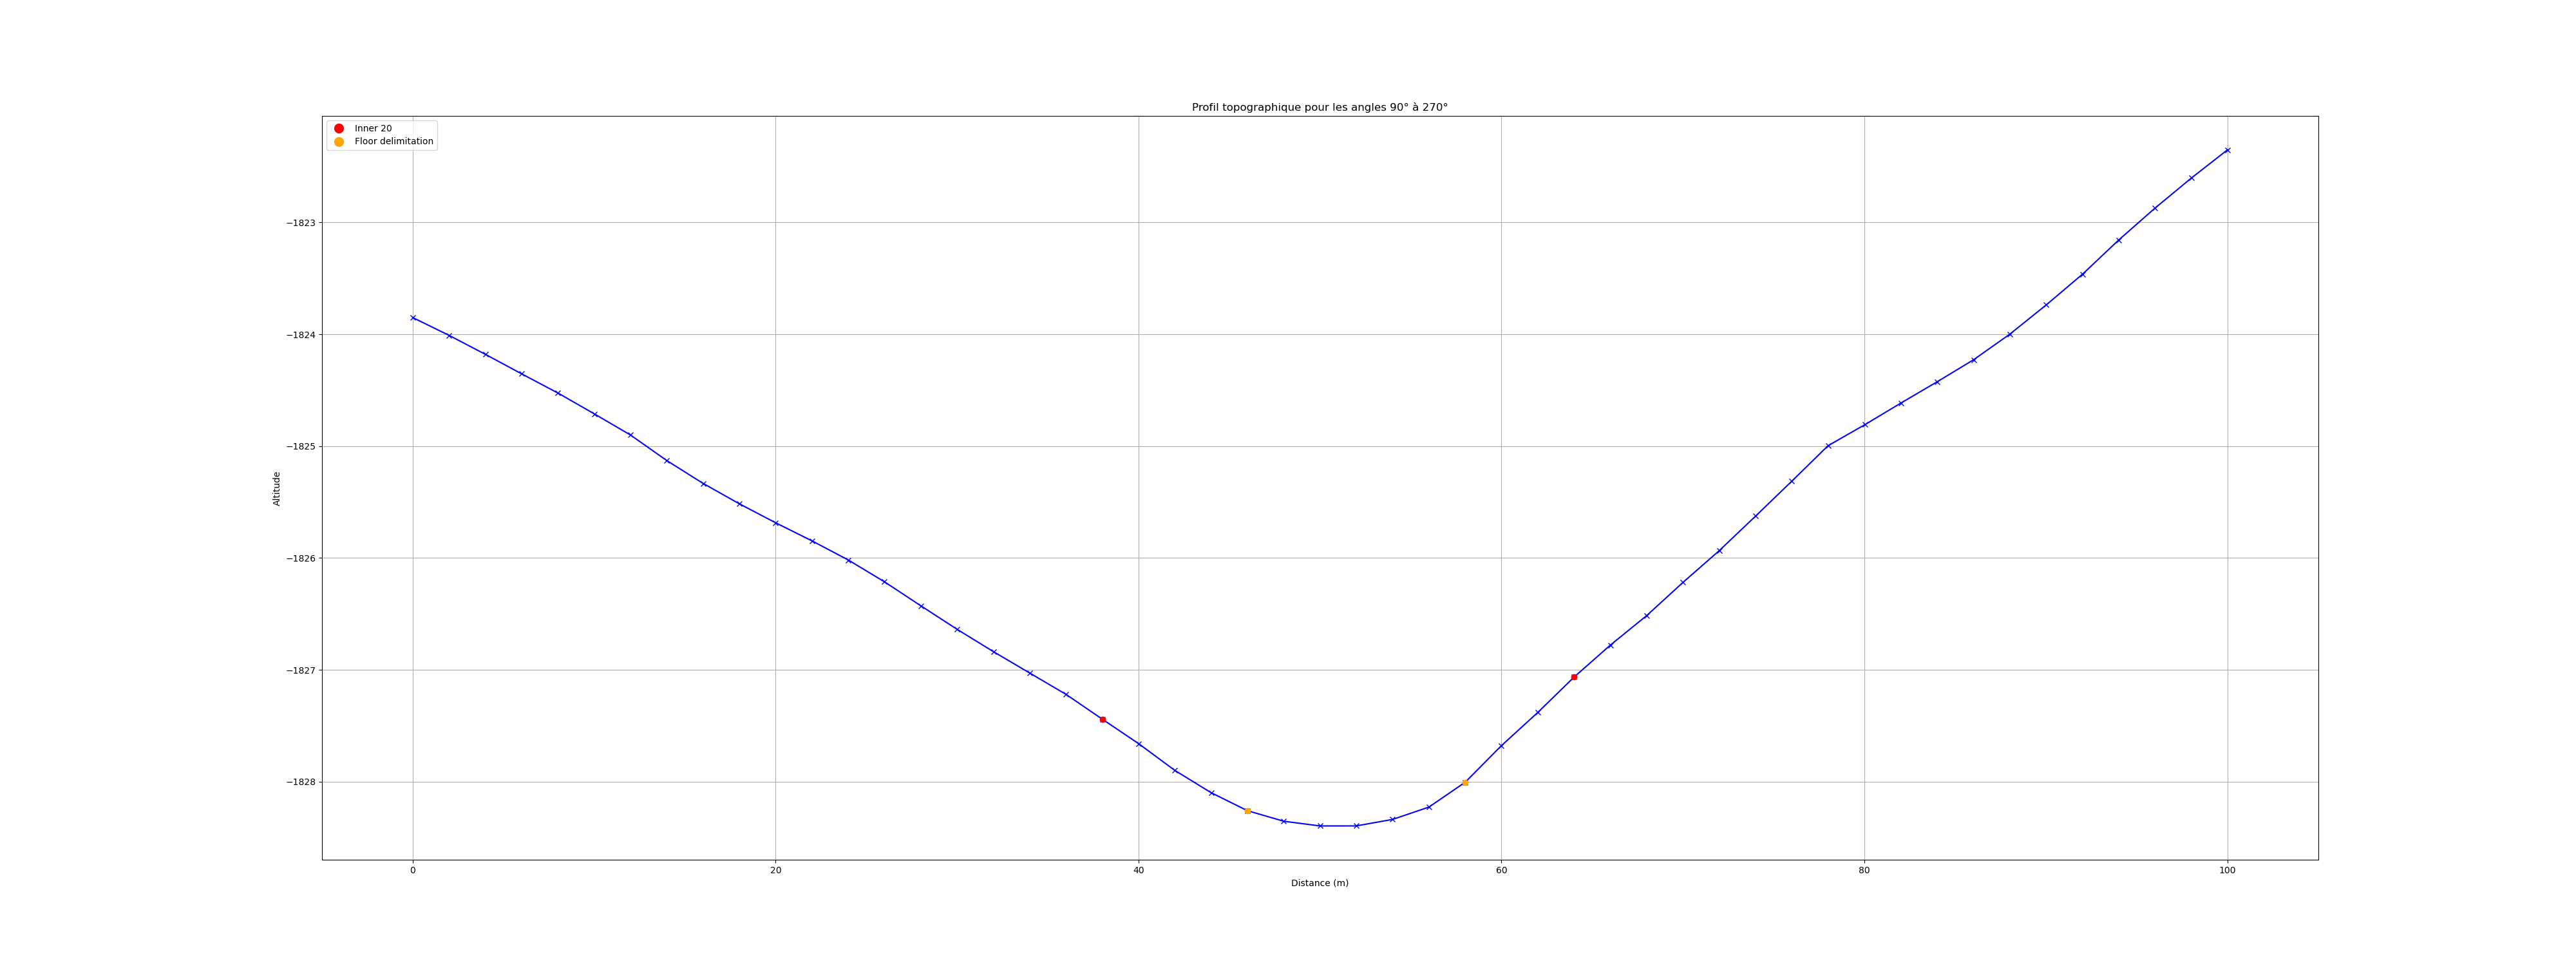 Profil topographique pour les angles 90° à 270°
Inner 20
Floor delimitation
−1823
−1824
−1825
−1826
−1827
−1828
Altitude
0 20 40 60 80 100
Distance (m)